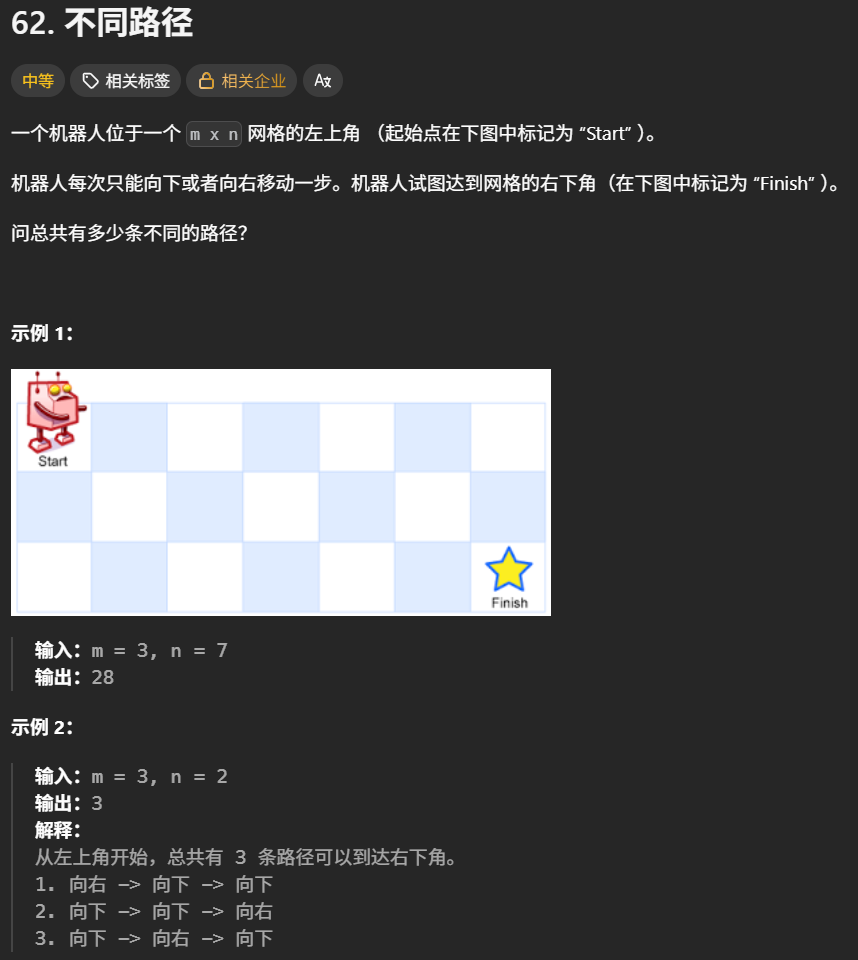 62. 不同路径
中等 相关标签 相关企业 A文
一个机器人位于一个 m x n 网格的左上角 （起始点在下图中标记为 “Start” ）。
机器人每次只能向下或者向右移动一步。机器人试图达到网格的右下角（在下图中标记为 “Finish” ）。
问总共有多少条不同的路径？
示例 1：
Start
Finish
输入：m = 3, n = 7
输出：28
示例 2：
输入：m = 3, n = 2
输出：3
解释：
从左上角开始，总共有 3 条路径可以到达右下角。
1. 向右 -> 向下 -> 向下
2. 向下 -> 向下 -> 向右
3. 向下 -> 向右 -> 向下